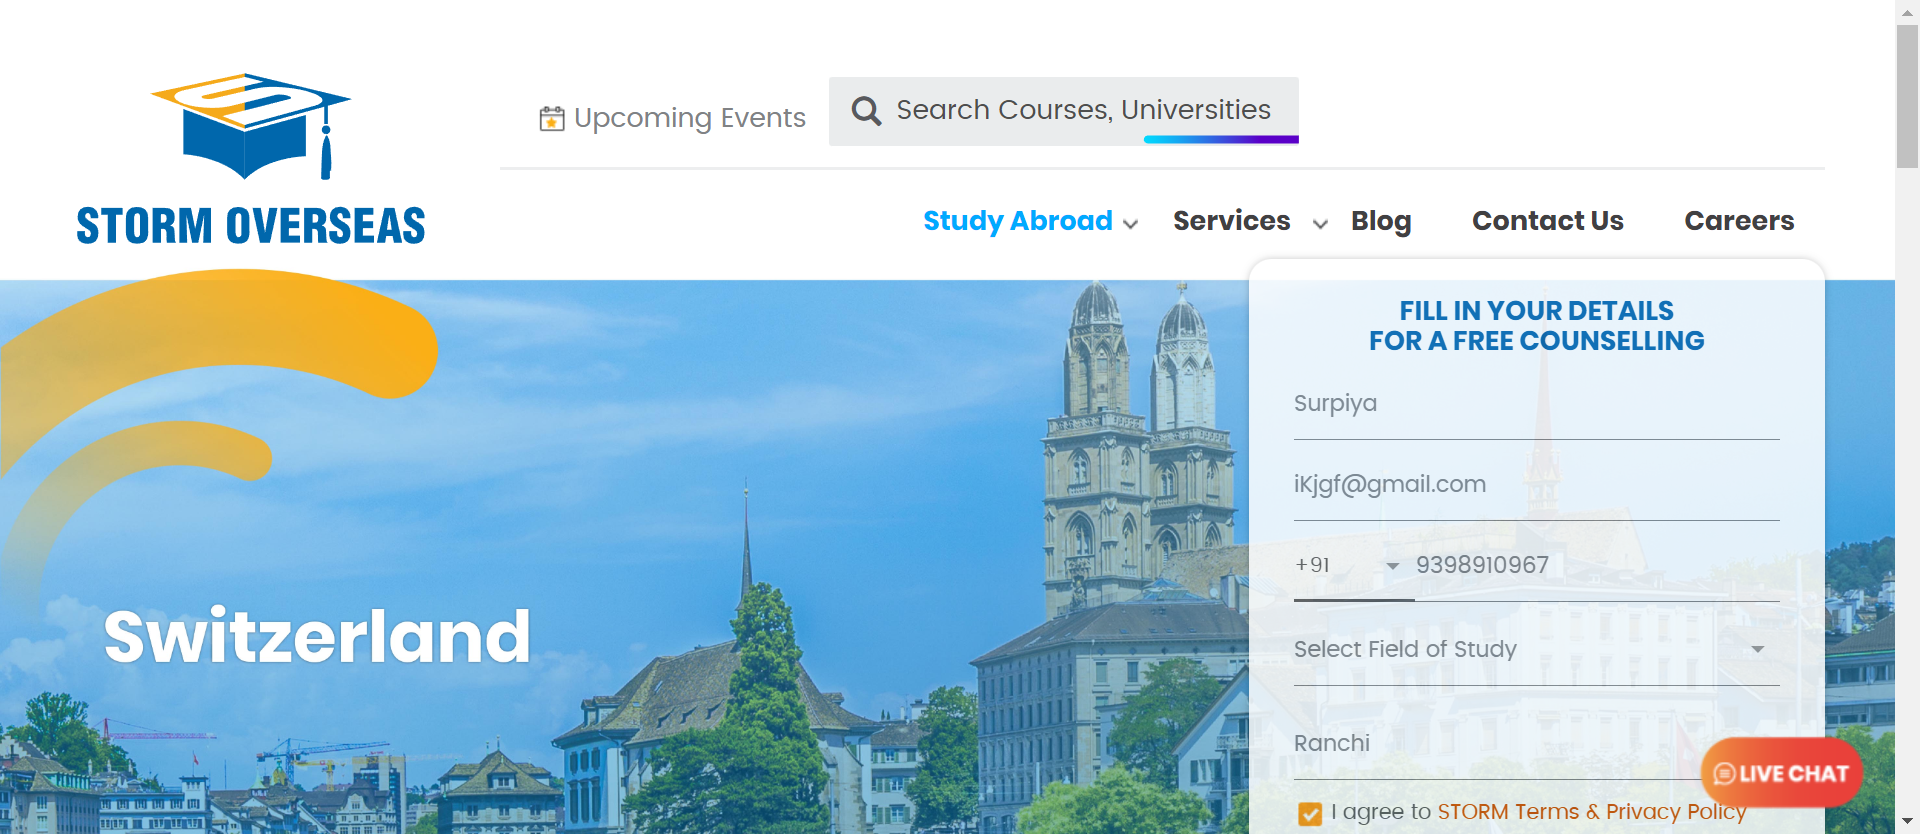 Upcoming Events
Search Courses, Universities
STORM OVERSEAS
Study Abroad
Services
Blog
Contact Us
Careers
FILL IN YOUR DETAILS
FOR A FREE COUNSELLING
Surpiya
iKjgf@gmail.com
+91 9398910967
Switzerland
Select Field of Study
Ranchi
LIVE CHAT
I agree to STORM Terms & Privacy Policy